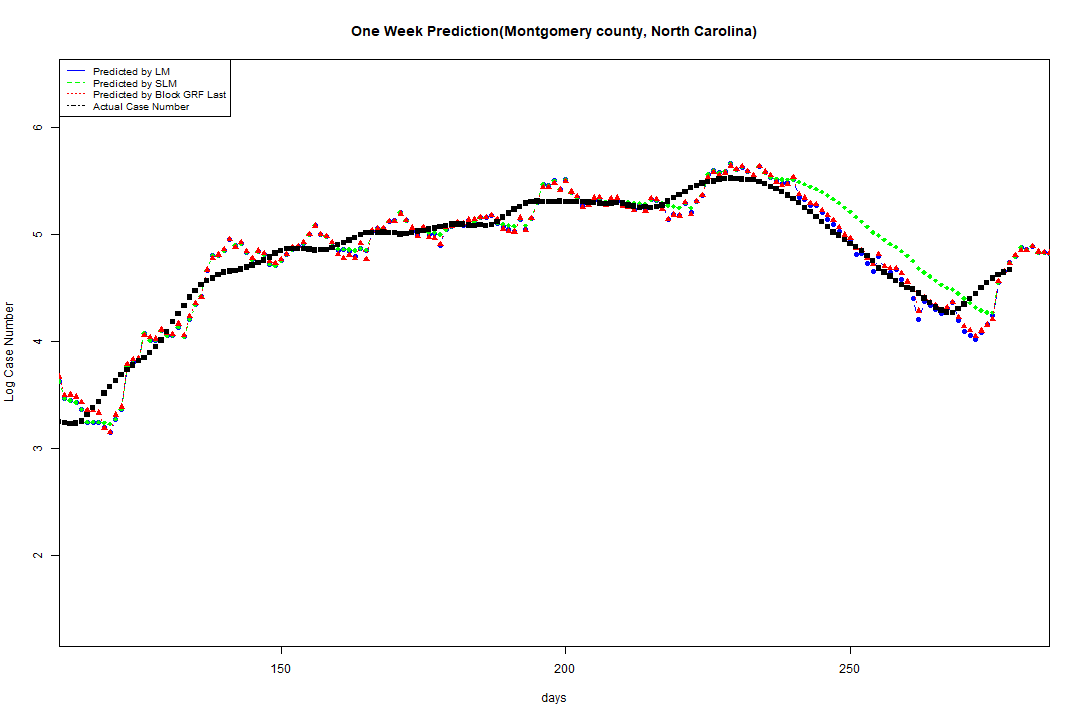 One Week Prediction(Montgomery county, North Carolina)
Predicted by LM
Predicted by SLM
Predicted by Block GRF Last
Actual Case Number
Log Case Number
6
5
4
3
2
150
200
250
days